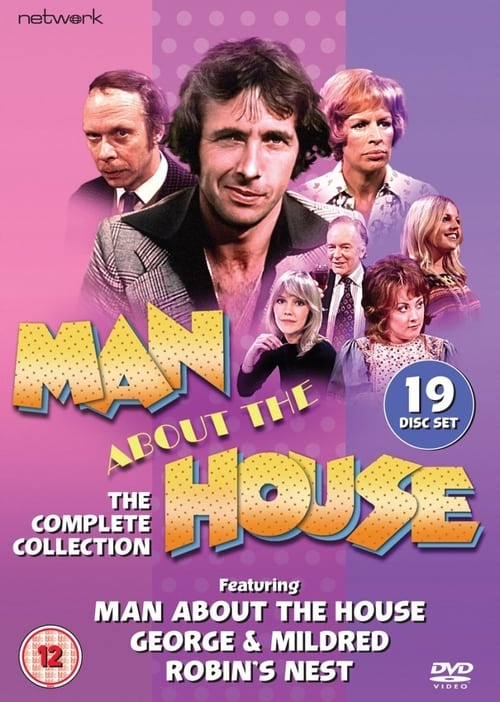 network
MAN
ABOUT THE
HOUSE
19
DISC SET
THE
COMPLETE
COLLECTION
Featuring
MAN ABOUT THE HOUSE
GEORGE & MILDRED
ROBIN'S NEST
12
DVD
VIDEO